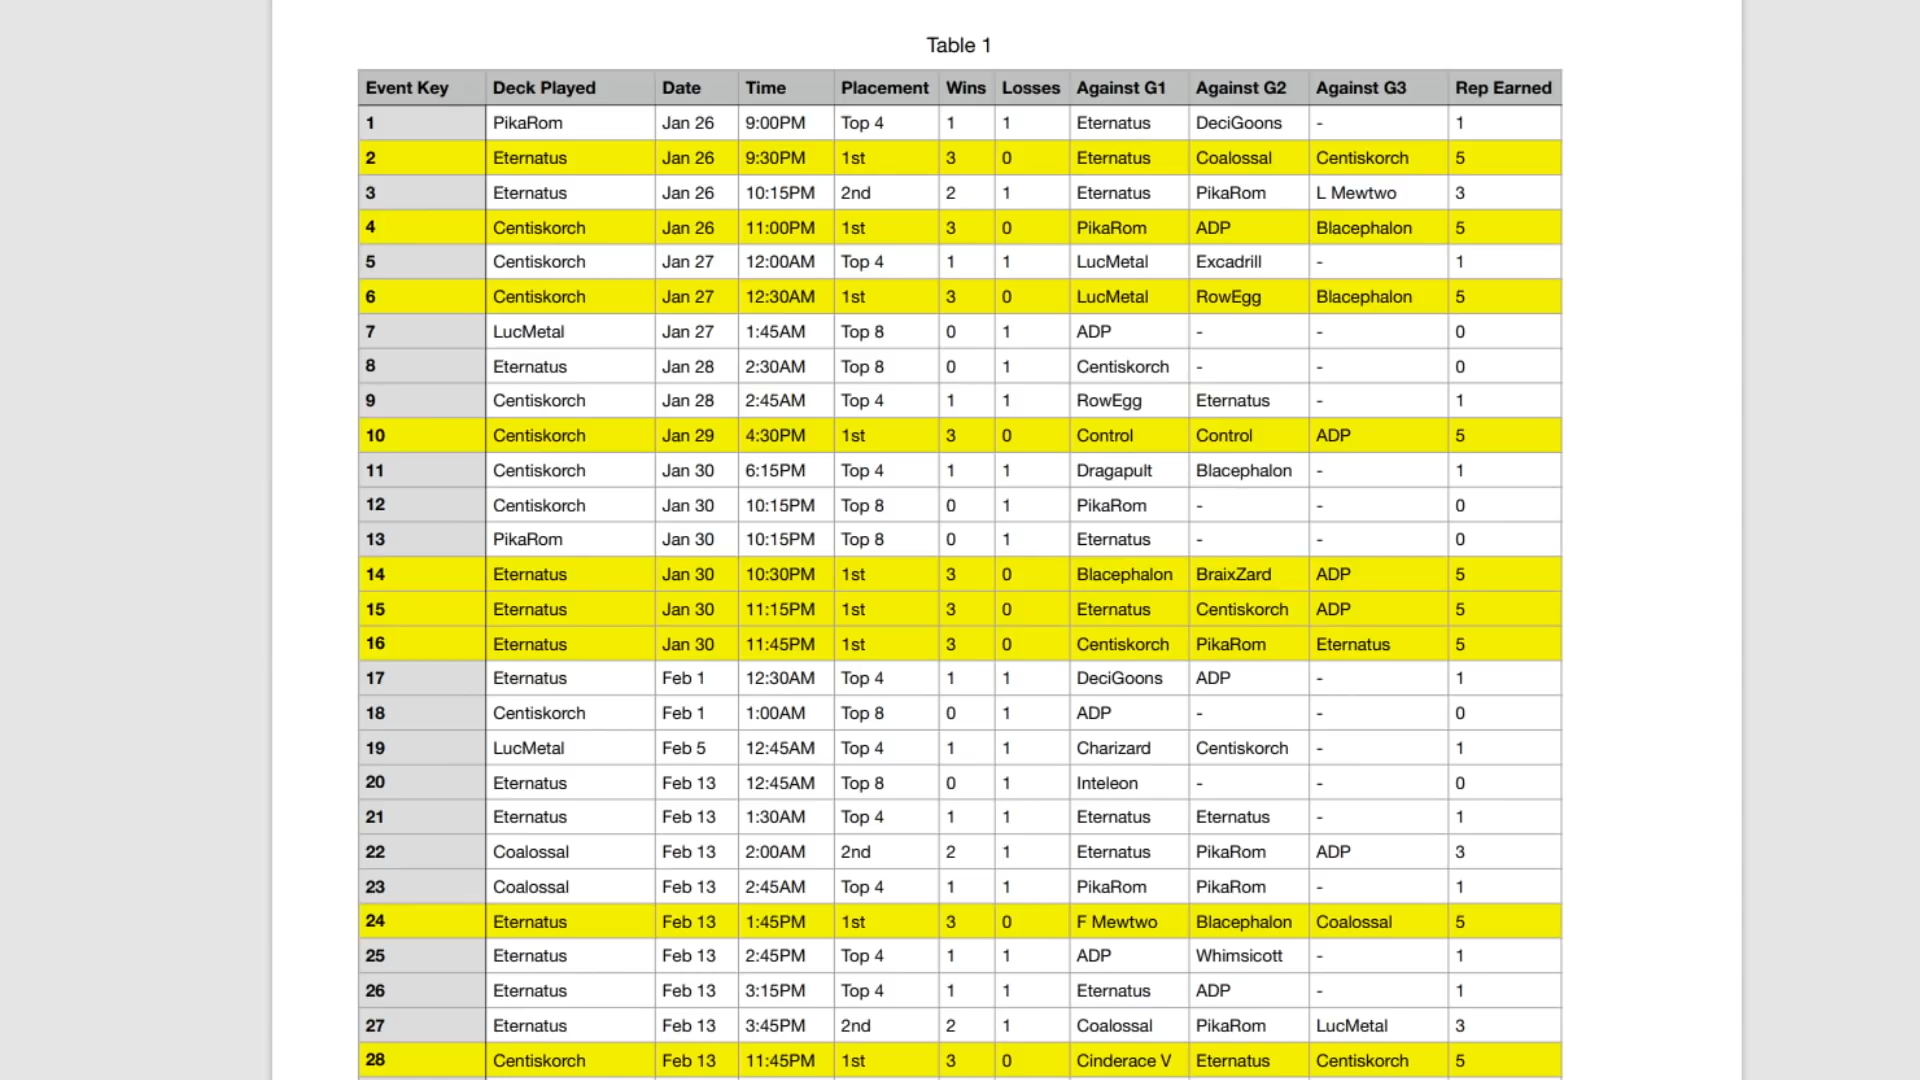 Table 1
Event Key Deck Played Date Time Placement Wins Losses Against G1 Against G2 Against G3 Rep Earned
1 PikaRom Jan 26 9:00PM Top 4 1 1 Eternatus DeciGoons - 1
2 Eternatus Jan 26 9:30PM 1st 3 0 Eternatus Coalossal Centiskorch 5
3 Eternatus Jan 26 10:15PM 2nd 2 1 Eternatus PikaRom L Mewtwo 3
4 Centiskorch Jan 26 11:00PM 1st 3 0 PikaRom ADP Blacephalon 5
5 Centiskorch Jan 27 12:00AM Top 4 1 1 LucMetal Excadrill - 1
6 Centiskorch Jan 27 12:30AM 1st 3 0 LucMetal RowEgg Blacephalon 5
7 LucMetal Jan 27 1:45AM Top 8 0 1 ADP - - 0
8 Eternatus Jan 28 2:30AM Top 8 0 1 Centiskorch - - 0
9 Centiskorch Jan 28 2:45AM Top 4 1 1 RowEgg Eternatus - 1
10 Centiskorch Jan 29 4:30PM 1st 3 0 Control Control ADP 5
11 Centiskorch Jan 30 6:15PM Top 4 1 1 Dragapult Blacephalon - 1
12 Centiskorch Jan 30 10:15PM Top 8 0 1 PikaRom - - 0
13 PikaRom Jan 30 10:15PM Top 8 0 1 Eternatus - - 0
14 Eternatus Jan 30 10:30PM 1st 3 0 Blacephalon BraixZard ADP 5
15 Eternatus Jan 30 11:15PM 1st 3 0 Eternatus Centiskorch ADP 5
16 Eternatus Jan 30 11:45PM 1st 3 0 Centiskorch PikaRom Eternatus 5
17 Eternatus Feb 1 12:30AM Top 4 1 1 DeciGoons ADP - 1
18 Centiskorch Feb 1 1:00AM Top 8 0 1 ADP - - 0
19 LucMetal Feb 5 12:45AM Top 4 1 1 Charizard Centiskorch - 1
20 Eternatus Feb 13 12:45AM Top 8 0 1 Inteleon - - 0
21 Eternatus Feb 13 1:30AM Top 4 1 1 Eternatus Eternatus - 1
22 Coalossal Feb 13 2:00AM 2nd 2 1 Eternatus PikaRom ADP 3
23 Coalossal Feb 13 2:45AM Top 4 1 1 PikaRom PikaRom - 1
24 Eternatus Feb 13 1:45PM 1st 3 0 F Mewtwo Blacephalon Coalossal 5
25 Eternatus Feb 13 2:45PM Top 4 1 1 ADP Whimsicott - 1
26 Eternatus Feb 13 3:15PM Top 4 1 1 Eternatus ADP - 1
27 Eternatus Feb 13 3:45PM 2nd 2 1 Coalossal PikaRom LucMetal 3
28 Centiskorch Feb 13 11:45PM 1st 3 0 Cinderace V Eternatus Centiskorch 5